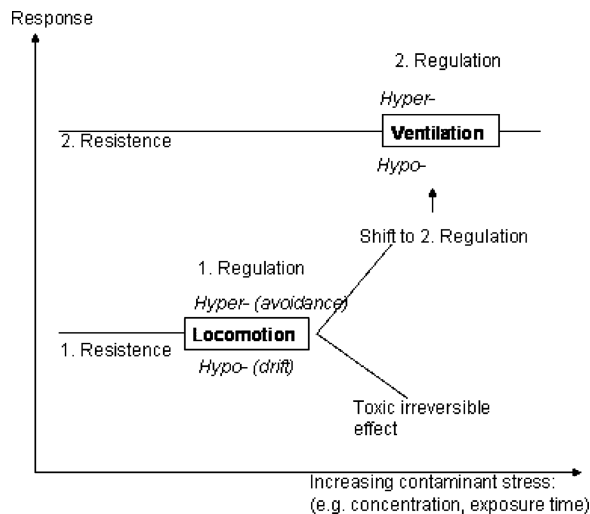 Response
2. Regulation
Hyper-
Ventilation
2. Resistence
Hypo-
Shift to 2. Regulation
1. Regulation
Hyper- (avoidance)
Locomotion
1. Resistence
Hypo- (drift)
Toxic irreversible
effect
Increasing contaminant stress:
(e.g. concentration, exposure time)